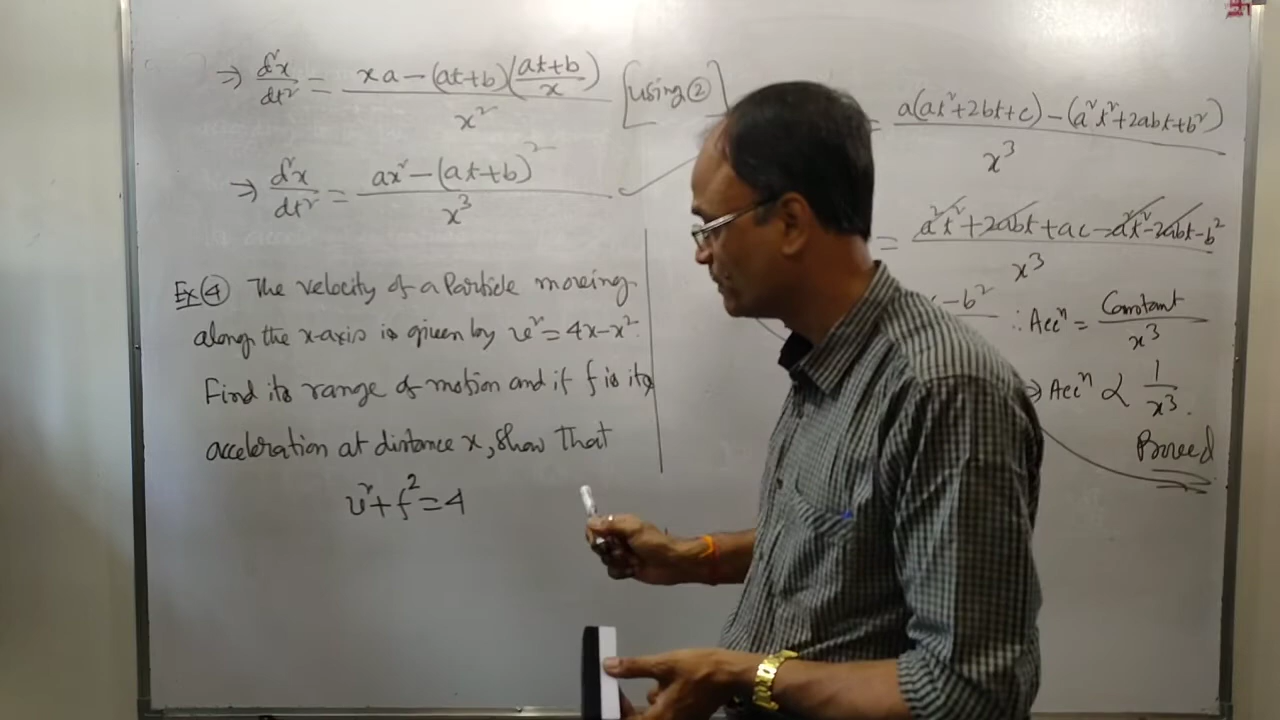 ⇒ d²x/dt² = xa-(at+b)(at+b/x) / x² [using ②]
⇒ d²x/dt² = ax²-(at+b)² / x³
Ex④ The velocity of a Particle moving
along the x-axis is given by v²=4x-x².
Find its range of motion and if f is its
acceleration at distance x, show that
v²+f²=4
= a(at²+2bt+c)-(a²t²+2abt+b²) / x³
= a²t²+2abt+ac-a²t²-2abt-b² / x³
-b²
∴ Accⁿ = Constant / x³
⇒ Accⁿ ∝ 1/x³.
Proved